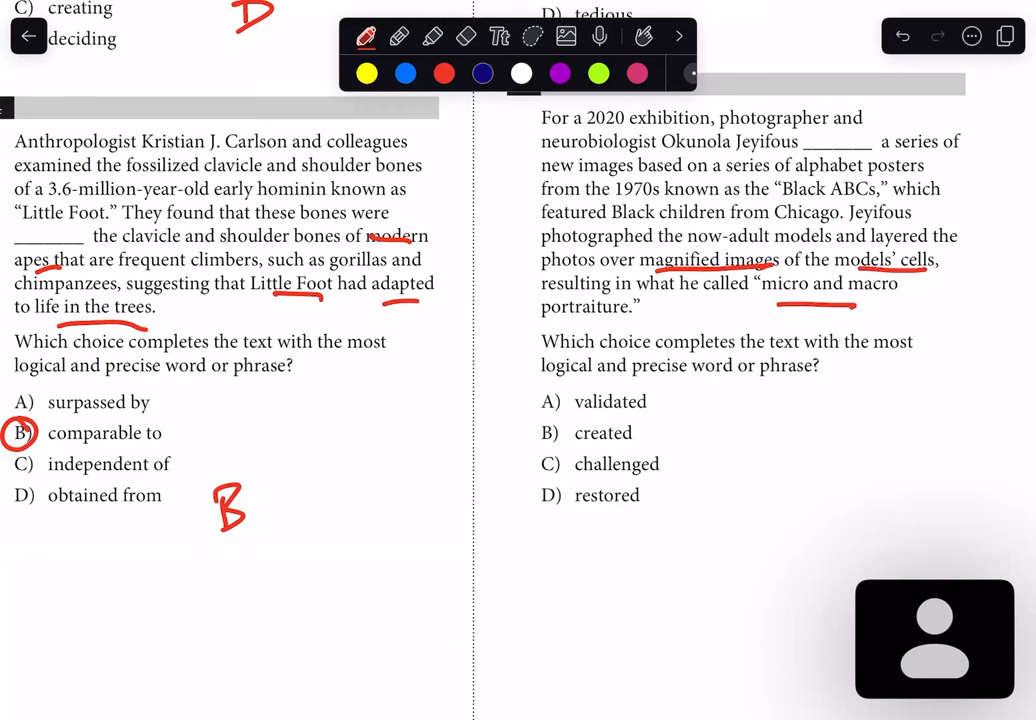 C) creating
D
deciding
Anthropologist Kristian J. Carlson and colleagues
examined the fossilized clavicle and shoulder bones
of a 3.6-million-year-old early hominin known as
“Little Foot.” They found that these bones were
_______ the clavicle and shoulder bones of modern
apes that are frequent climbers, such as gorillas and
chimpanzees, suggesting that Little Foot had adapted
to life in the trees.
Which choice completes the text with the most
logical and precise word or phrase?
A) surpassed by
B) comparable to
C) independent of
D) obtained from
B
D) tedious
Tt
For a 2020 exhibition, photographer and
neurobiologist Okunola Jeyifous _______ a series of
new images based on a series of alphabet posters
from the 1970s known as the “Black ABCs,” which
featured Black children from Chicago. Jeyifous
photographed the now-adult models and layered the
photos over magnified images of the models’ cells,
resulting in what he called “micro and macro
portraiture.”
Which choice completes the text with the most
logical and precise word or phrase?
A) validated
B) created
C) challenged
D) restored